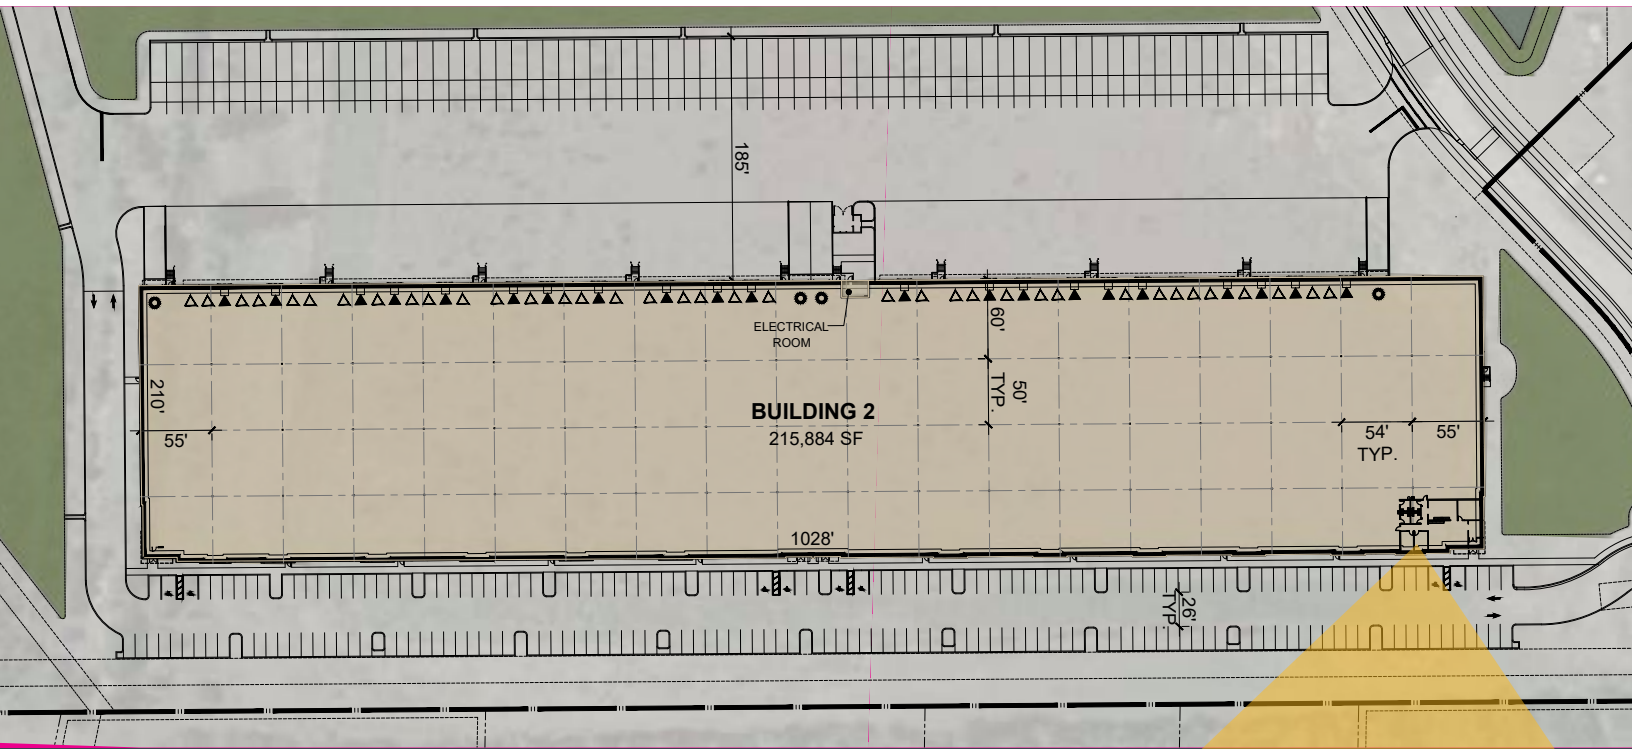 185'
ELECTRICAL
ROOM
60'
50'
TYP.
210'
55'
BUILDING 2
215,884 SF
54'
TYP.
55'
1028'
26'
TYP.